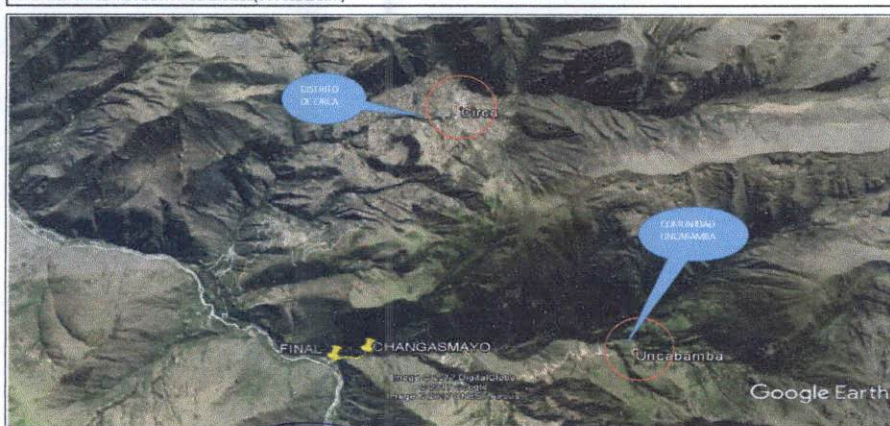 DISTRITO
DE CIRCA
Circa
COMUNIDAD
UNCABAMBA
FINAL
CHANGASMAYO
Uncabamba
Google Earth